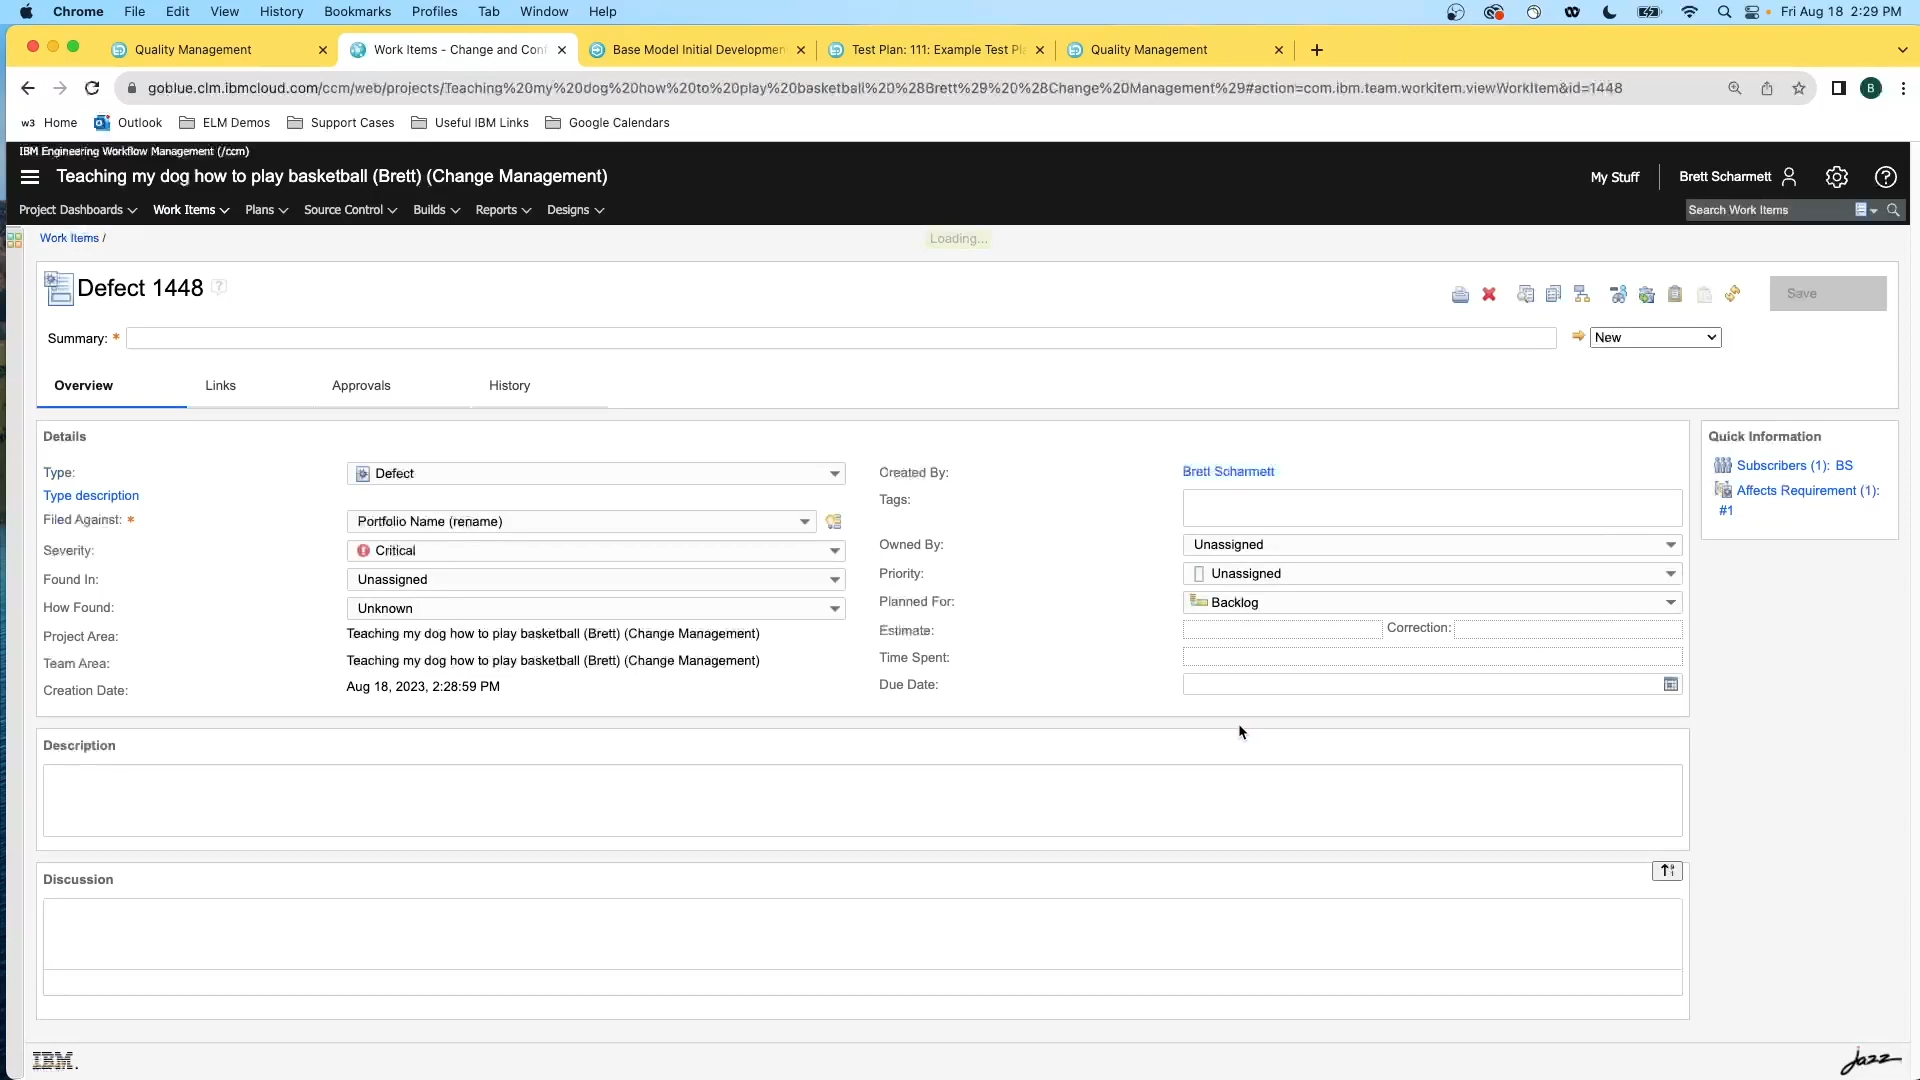 Chrome File Edit View History Bookmarks Profiles Tab Window Help Fri Aug 18 2:29 PM
Quality Management Work Items - Change and Conf Base Model Initial Developmen Test Plan: 111: Example Test Pla Quality Management
goblue.clm.ibmcloud.com/ccm/web/projects/Teaching%20my%20dog%20how%20to%20play%20basketball%20%28Brett%29%20%28Change%20Management%29#action=com.ibm.team.workitem.viewWorkItem&id=1448 B
w3 Home Outlook ELM Demos Support Cases Useful IBM Links Google Calendars
IBM Engineering Workflow Management (/ccm)
Teaching my dog how to play basketball (Brett) (Change Management) My Stuff Brett Scharmett
Project Dashboards Work Items Plans Source Control Builds Reports Designs Search Work Items
Work Items / Loading...
Defect 1448 ? Save
Summary: * New
Overview Links Approvals History
Details
Type: Defect
Type description
Filed Against: * Portfolio Name (rename)
Severity: Critical
Found In: Unassigned
How Found: Unknown
Project Area: Teaching my dog how to play basketball (Brett) (Change Management)
Team Area: Teaching my dog how to play basketball (Brett) (Change Management)
Creation Date: Aug 18, 2023, 2:28:59 PM
Created By: Brett Scharmett
Tags:
Owned By: Unassigned
Priority: Unassigned
Planned For: Backlog
Estimate: Correction:
Time Spent:
Due Date:
Quick Information
Subscribers (1): BS
Affects Requirement (1):
#1
Description
Discussion
IBM. Jazz